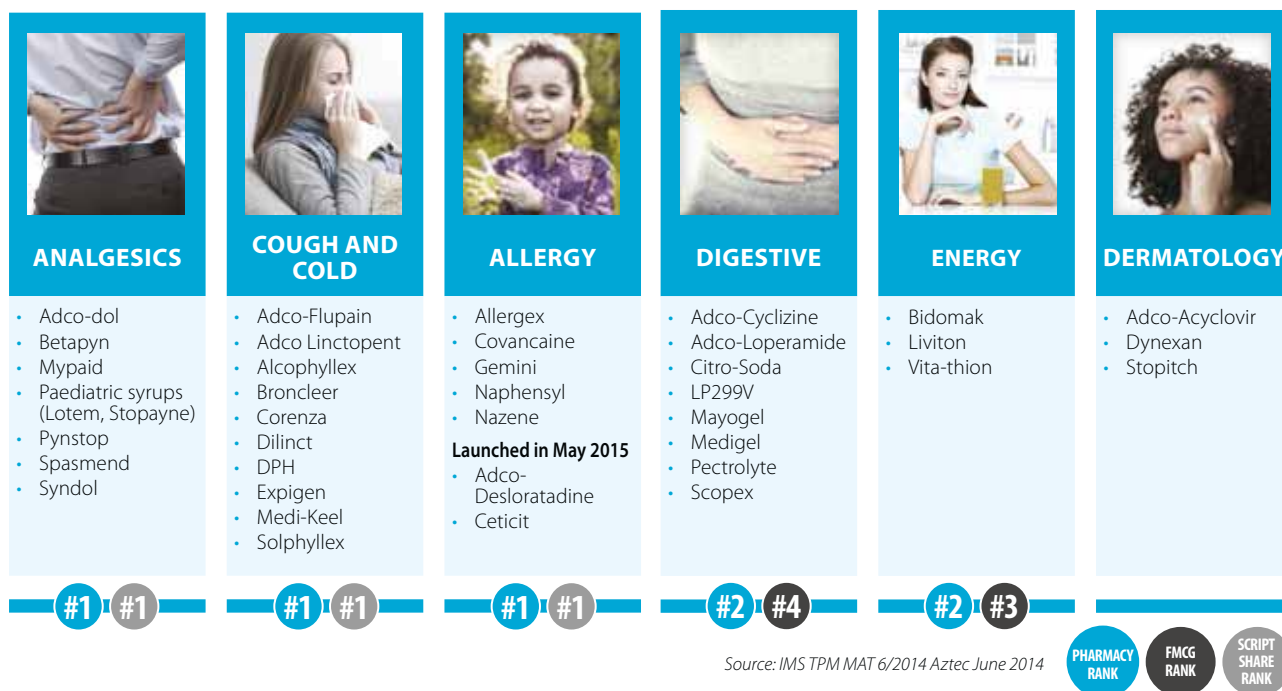 ANALGESICS
• Adco-dol
• Betapyn
• Mypaid
• Paediatric syrups
(Lotem, Stopayne)
• Pynstop
• Spasmend
• Syndol
#1 #1
COUGH AND
COLD
• Adco-Flupain
• Adco Linctopent
• Alcophyllex
• Broncleer
• Corenza
• Dilinct
• DPH
• Expigen
• Medi-Keel
• Solphyllex
#1 #1
ALLERGY
• Allergex
• Covancaine
• Gemini
• Naphensyl
• Nazene
Launched in May 2015
• Adco-
Desloratadine
• Ceticit
#1 #1
DIGESTIVE
• Adco-Cyclizine
• Adco-Loperamide
• Citro-Soda
• LP299V
• Mayogel
• Medigel
• Pectrolyte
• Scopex
#2 #4
ENERGY
• Bidomak
• Liviton
• Vita-thion
#2 #3
DERMATOLOGY
• Adco-Acyclovir
• Dynexan
• Stopitch
Source: IMS TPM MAT 6/2014 Aztec June 2014
PHARMACY
RANK
FMCG
RANK
SCRIPT
SHARE
RANK